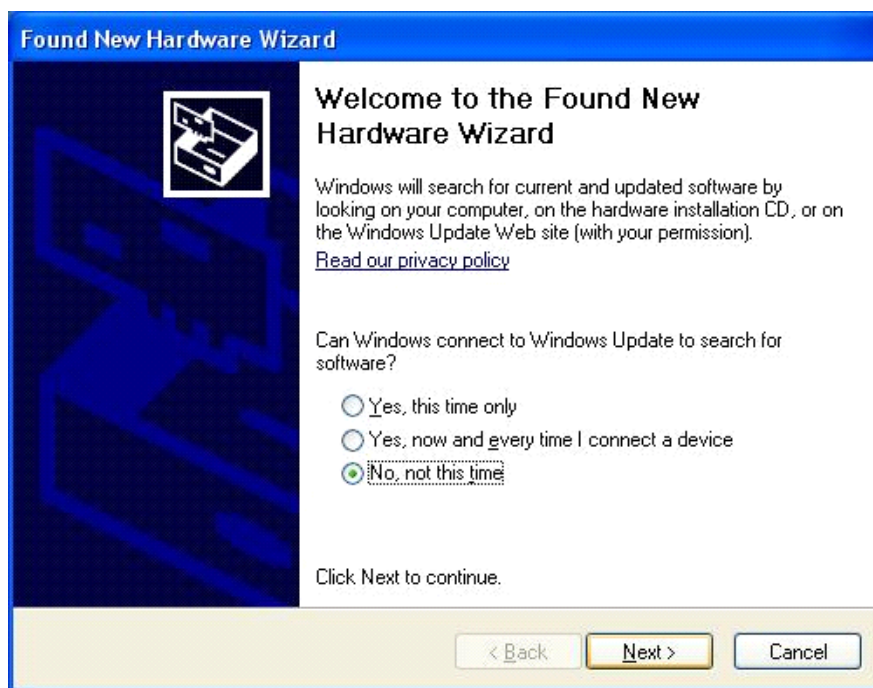 Found New Hardware Wizard
Welcome to the Found New
Hardware Wizard
Windows will search for current and updated software by
looking on your computer, on the hardware installation CD, or on
the Windows Update Web site (with your permission).
Read our privacy policy
Can Windows connect to Windows Update to search for
software?
Yes, this time only
Yes, now and every time I connect a device
No, not this time
Click Next to continue.
< Back Next > Cancel